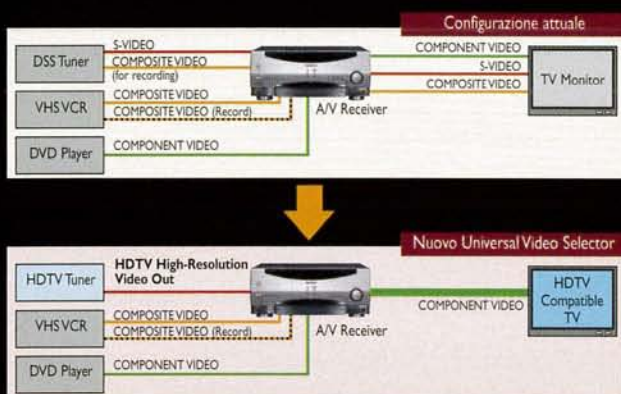 Configurazione attuale
DSS Tuner
S-VIDEO
COMPOSITE VIDEO
(for recording)
VHS VCR
COMPOSITE VIDEO
COMPOSITE VIDEO (Record)
DVD Player
COMPONENT VIDEO
A/V Receiver
COMPONENT VIDEO
S-VIDEO
COMPOSITE VIDEO
TV Monitor
Nuovo Universal Video Selector
HDTV Tuner
HDTV High-Resolution
Video Out
VHS VCR
COMPOSITE VIDEO
COMPOSITE VIDEO (Record)
DVD Player
COMPONENT VIDEO
A/V Receiver
COMPONENT VIDEO
HDTV
Compatible
TV